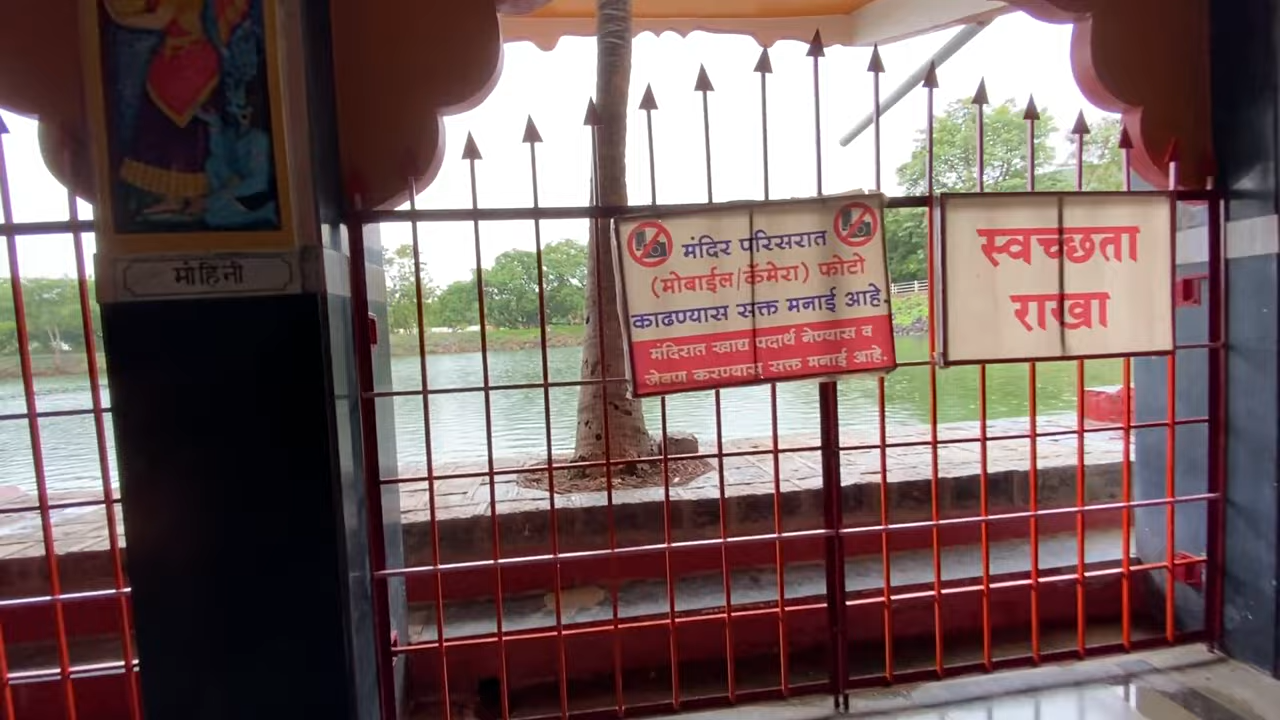 मोहिनी
मंदिर परिसरात
(मोबाईल/कॅमेरा) फोटो
काढण्यास सक्त मनाई आहे.
मंदिरात खाद्य पदार्थ नेण्यास व
जेवण करण्यास सक्त मनाई आहे.
स्वच्छता
राखा